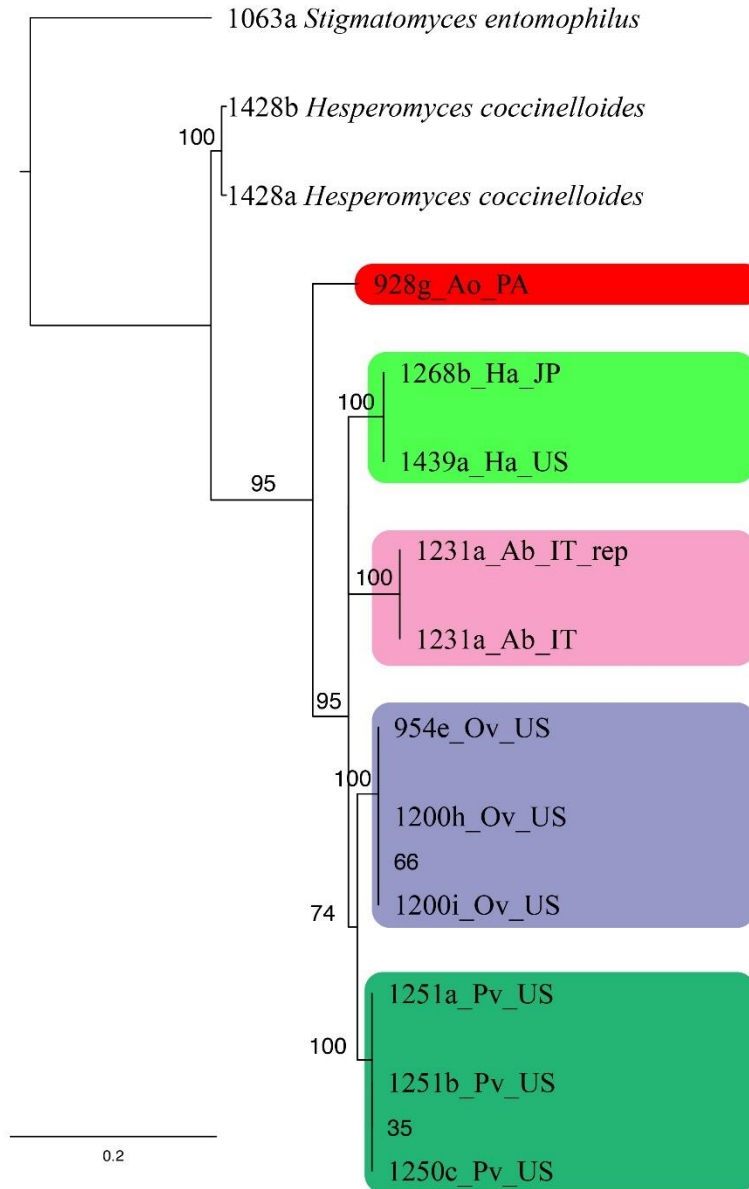 1063a Stigmatomyces entomophilus
1428b Hesperomyces coccinelloides
100
1428a Hesperomyces coccinelloides
928g_Ao_PA
1268b_Ha_JP
100
1439a_Ha_US
95
1231a_Ab_IT_rep
100
1231a_Ab_IT
95
954e_Ov_US
100
1200h_Ov_US
66
1200i_Ov_US
74
1251a_Pv_US
100
1251b_Pv_US
35
0.2
1250c_Pv_US